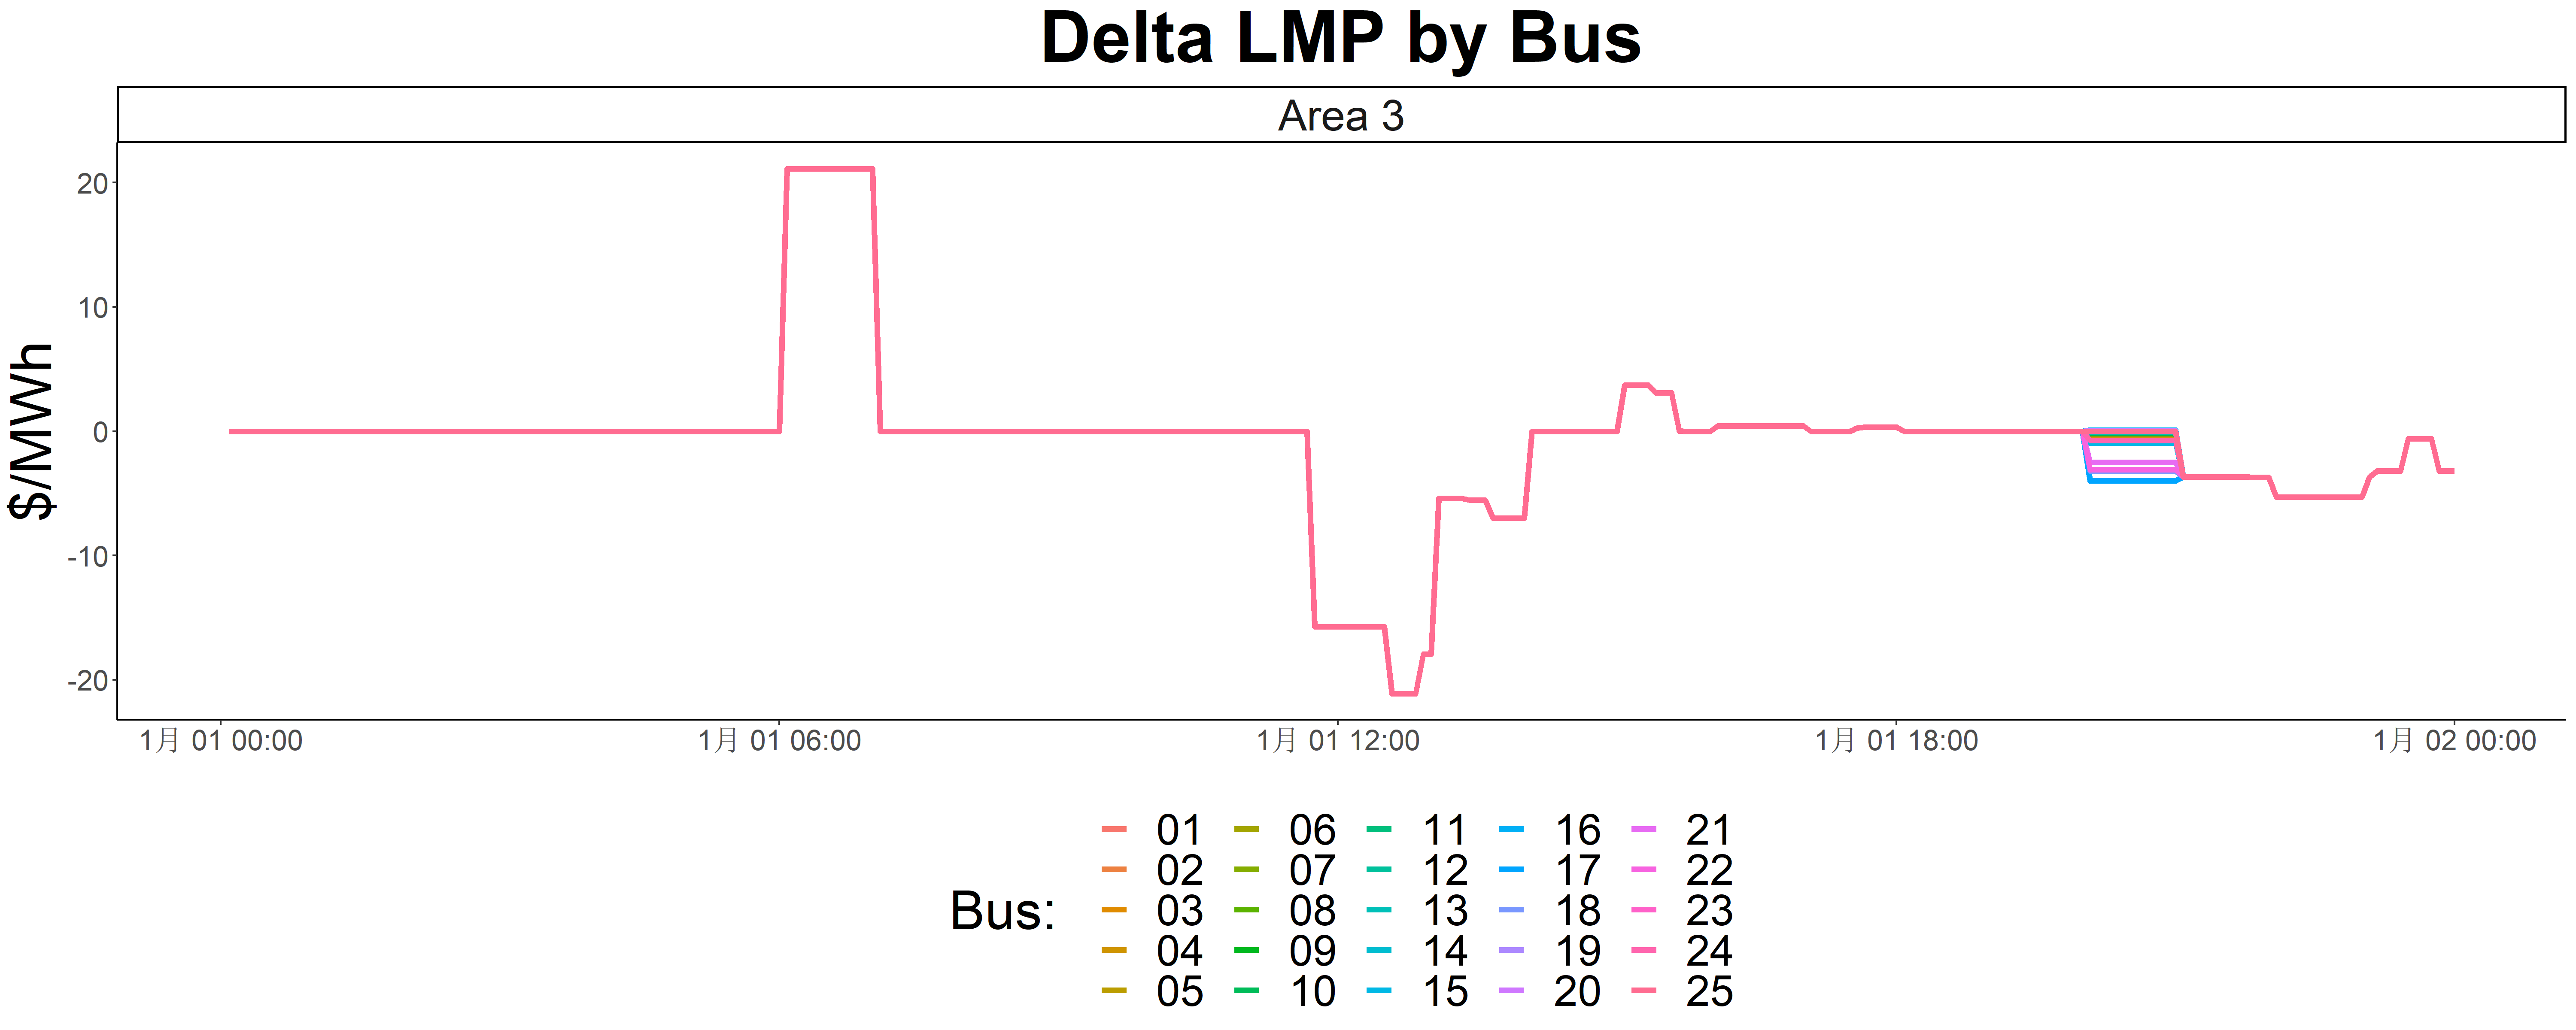 Delta LMP by Bus
Area 3
$/MWh
20
10
0
-10
-20
1月 01 00:00 1月 01 06:00 1月 01 12:00 1月 01 18:00 1月 02 00:00
Bus:
01 06 11 16 21
02 07 12 17 22
03 08 13 18 23
04 09 14 19 24
05 10 15 20 25